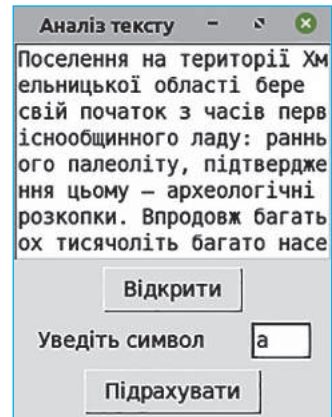 Аналіз тексту
Поселення на території Хм
ельницької області бере
свій початок з часів перв
існообщинного ладу: раннь
ого палеоліту, підтвердже
ння цьому — археологічні
розкопки. Впродовж багать
ох тисячоліть багато насе
Відкрити
Уведіть символ
а
Підрахувати